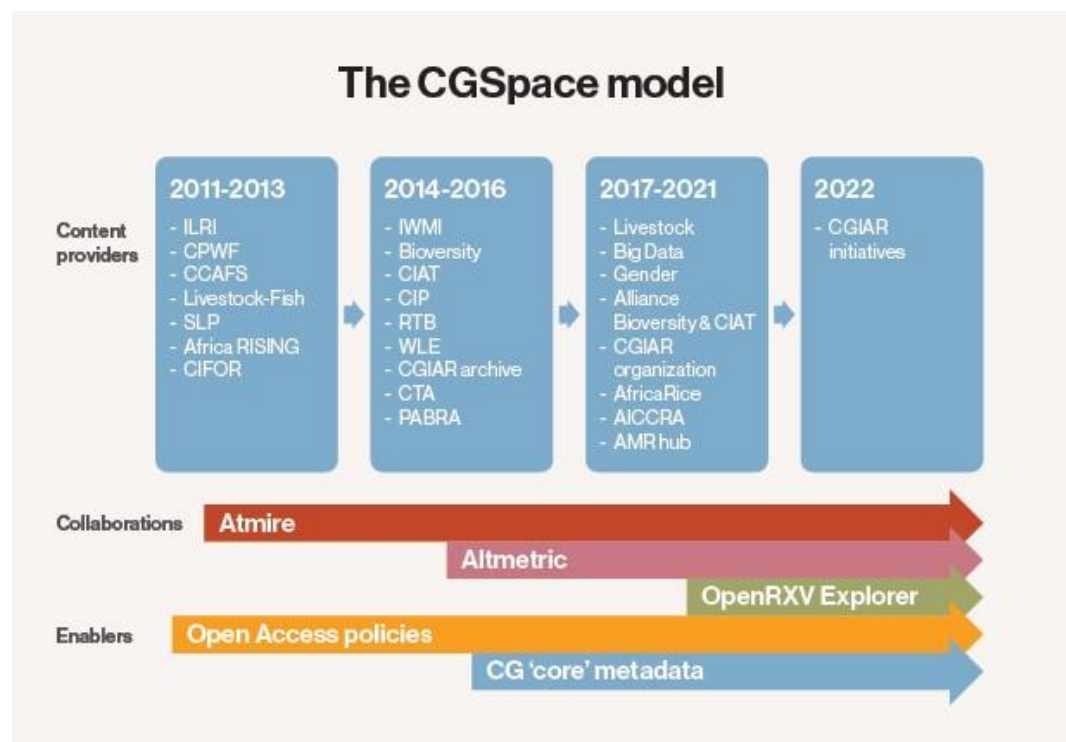 The CGSpace model
Content
providers
2011-2013
- ILRI
- CPWF
- CCAFS
- Livestock-Fish
- SLP
- Africa RISING
- CIFOR
2014-2016
- IWMI
- Bioversity
- CIAT
- CIP
- RTB
- WLE
- CGIAR archive
- CTA
- PABRA
2017-2021
- Livestock
- Big Data
- Gender
- Alliance
Bioversity & CIAT
- CGIAR
organization
- AfricaRice
- AICCRA
- AMR hub
2022
- CGIAR
initiatives
Collaborations
Atmire
Altmetric
OpenRXV Explorer
Enablers
Open Access policies
CG ‘core’ metadata